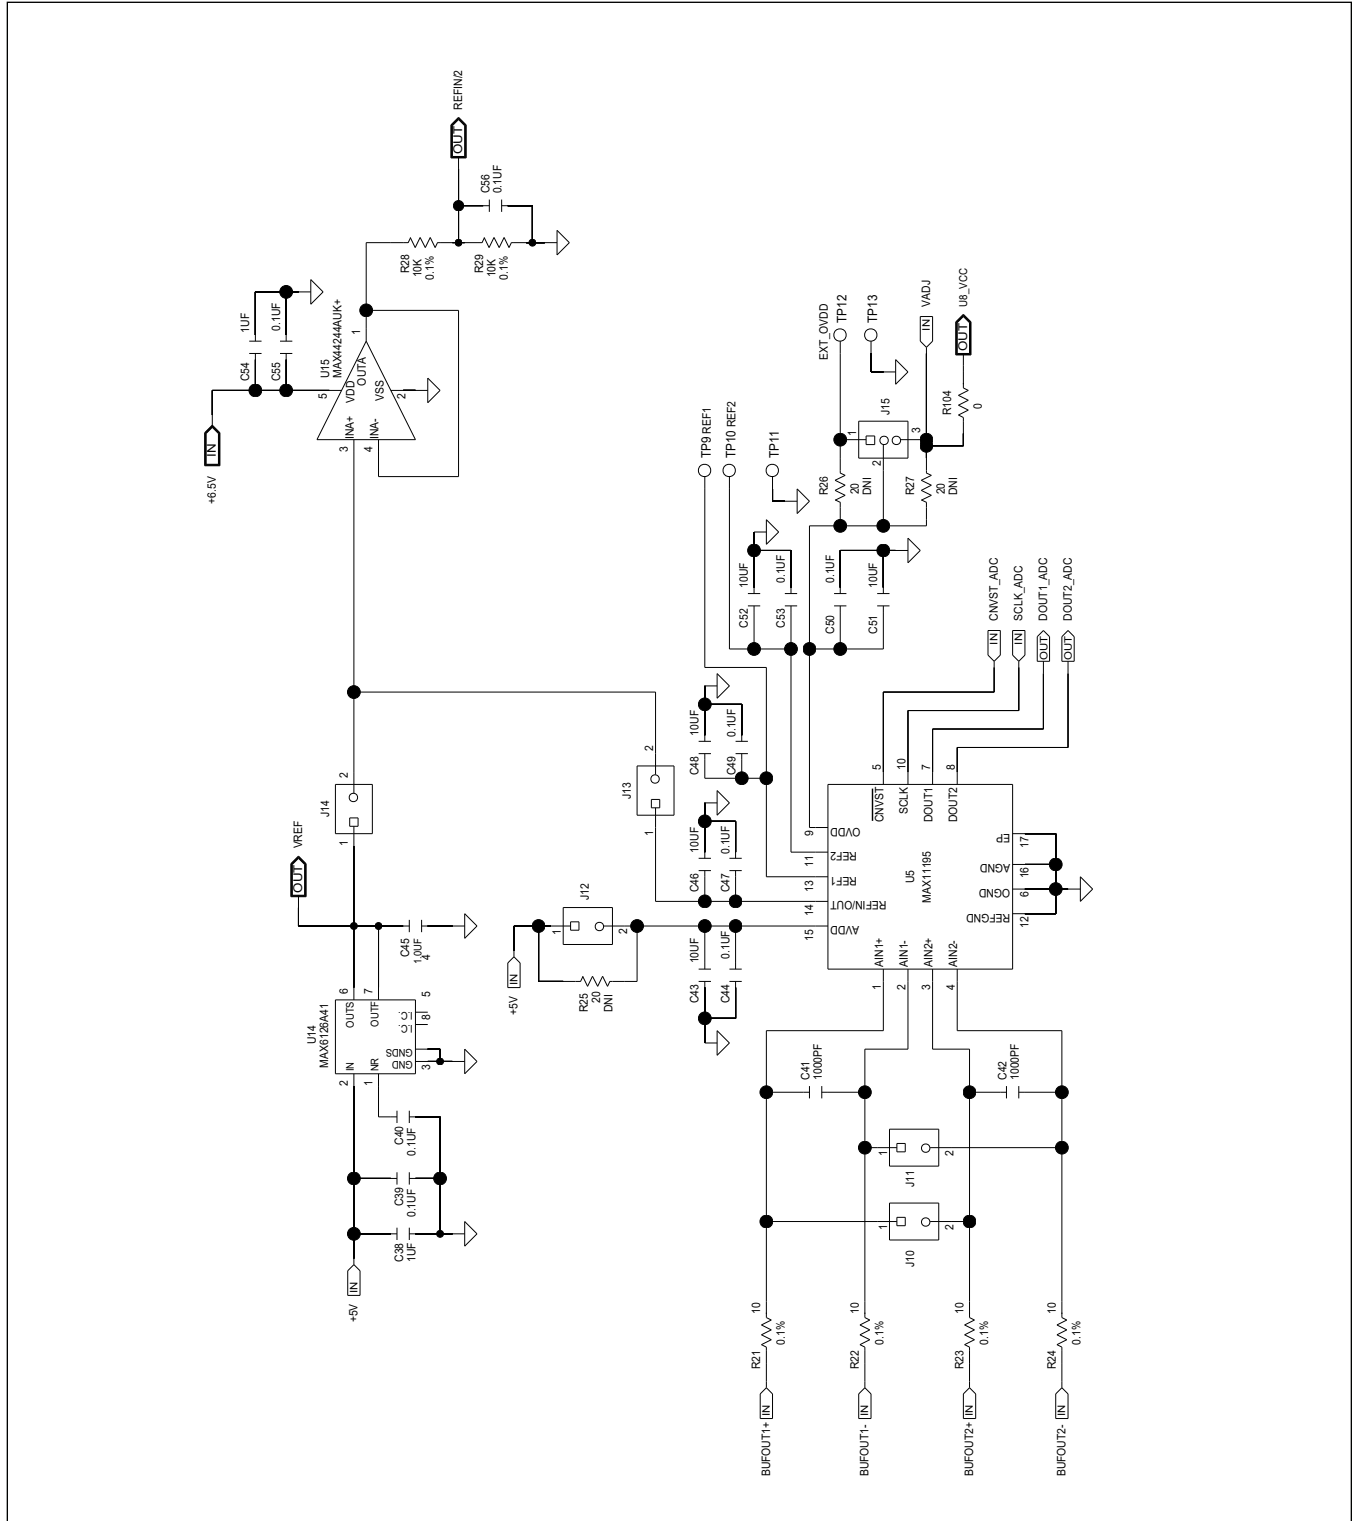 +5V
IN
C38
1UF
C39
0.1UF
C40
0.1UF
U14
MAX6126A41
2
IN
1
NR
OUTS
6
OUTF
7
I.C.
8
I.C.
5
GNDS
GND
3
4
C45
1.0UF
OUT
VREF
J14
1
2
J13
1
2
+6.5V
IN
C54
1UF
C55
0.1UF
U15
MAX44244AUK+
5
VDD
OUTA
1
VSS
2
3
INA+
4
INA-
R28
10K
0.1%
R29
10K
0.1%
C56
0.1UF
OUT
REFIN/2
+5V
IN
J12
1
2
R25
20
DNI
C43
10UF
C44
0.1UF
C46
10UF
C47
0.1UF
C48
10UF
C49
0.1UF
TP9 REF1
TP10 REF2
TP11
C52
10UF
C53
0.1UF
C50
0.1UF
C51
10UF
EXT_OVDD
TP12
TP13
R26
20
DNI
J15
1
2
3
R27
20
DNI
IN
VADJ
R104
0
OUT
U8_VCC
U5
MAX11195
15
AVDD
14
REFIN/OUT
13
REF1
11
REF2
9
OVDD
CNVST
5
SCLK
10
DOUT1
7
DOUT2
8
EP
17
AGND
16
OGND
6
REFGND
12
AIN1+
1
AIN1-
2
AIN2+
3
AIN2-
4
IN
CNVST_ADC
IN
SCLK_ADC
OUT
DOUT1_ADC
OUT
DOUT2_ADC
C41
1000PF
C42
1000PF
J11
1
2
J10
1
2
BUFOUT1+
IN
R21
10
0.1%
BUFOUT1-
IN
R22
10
0.1%
BUFOUT2+
IN
R23
10
0.1%
BUFOUT2-
IN
R24
10
0.1%